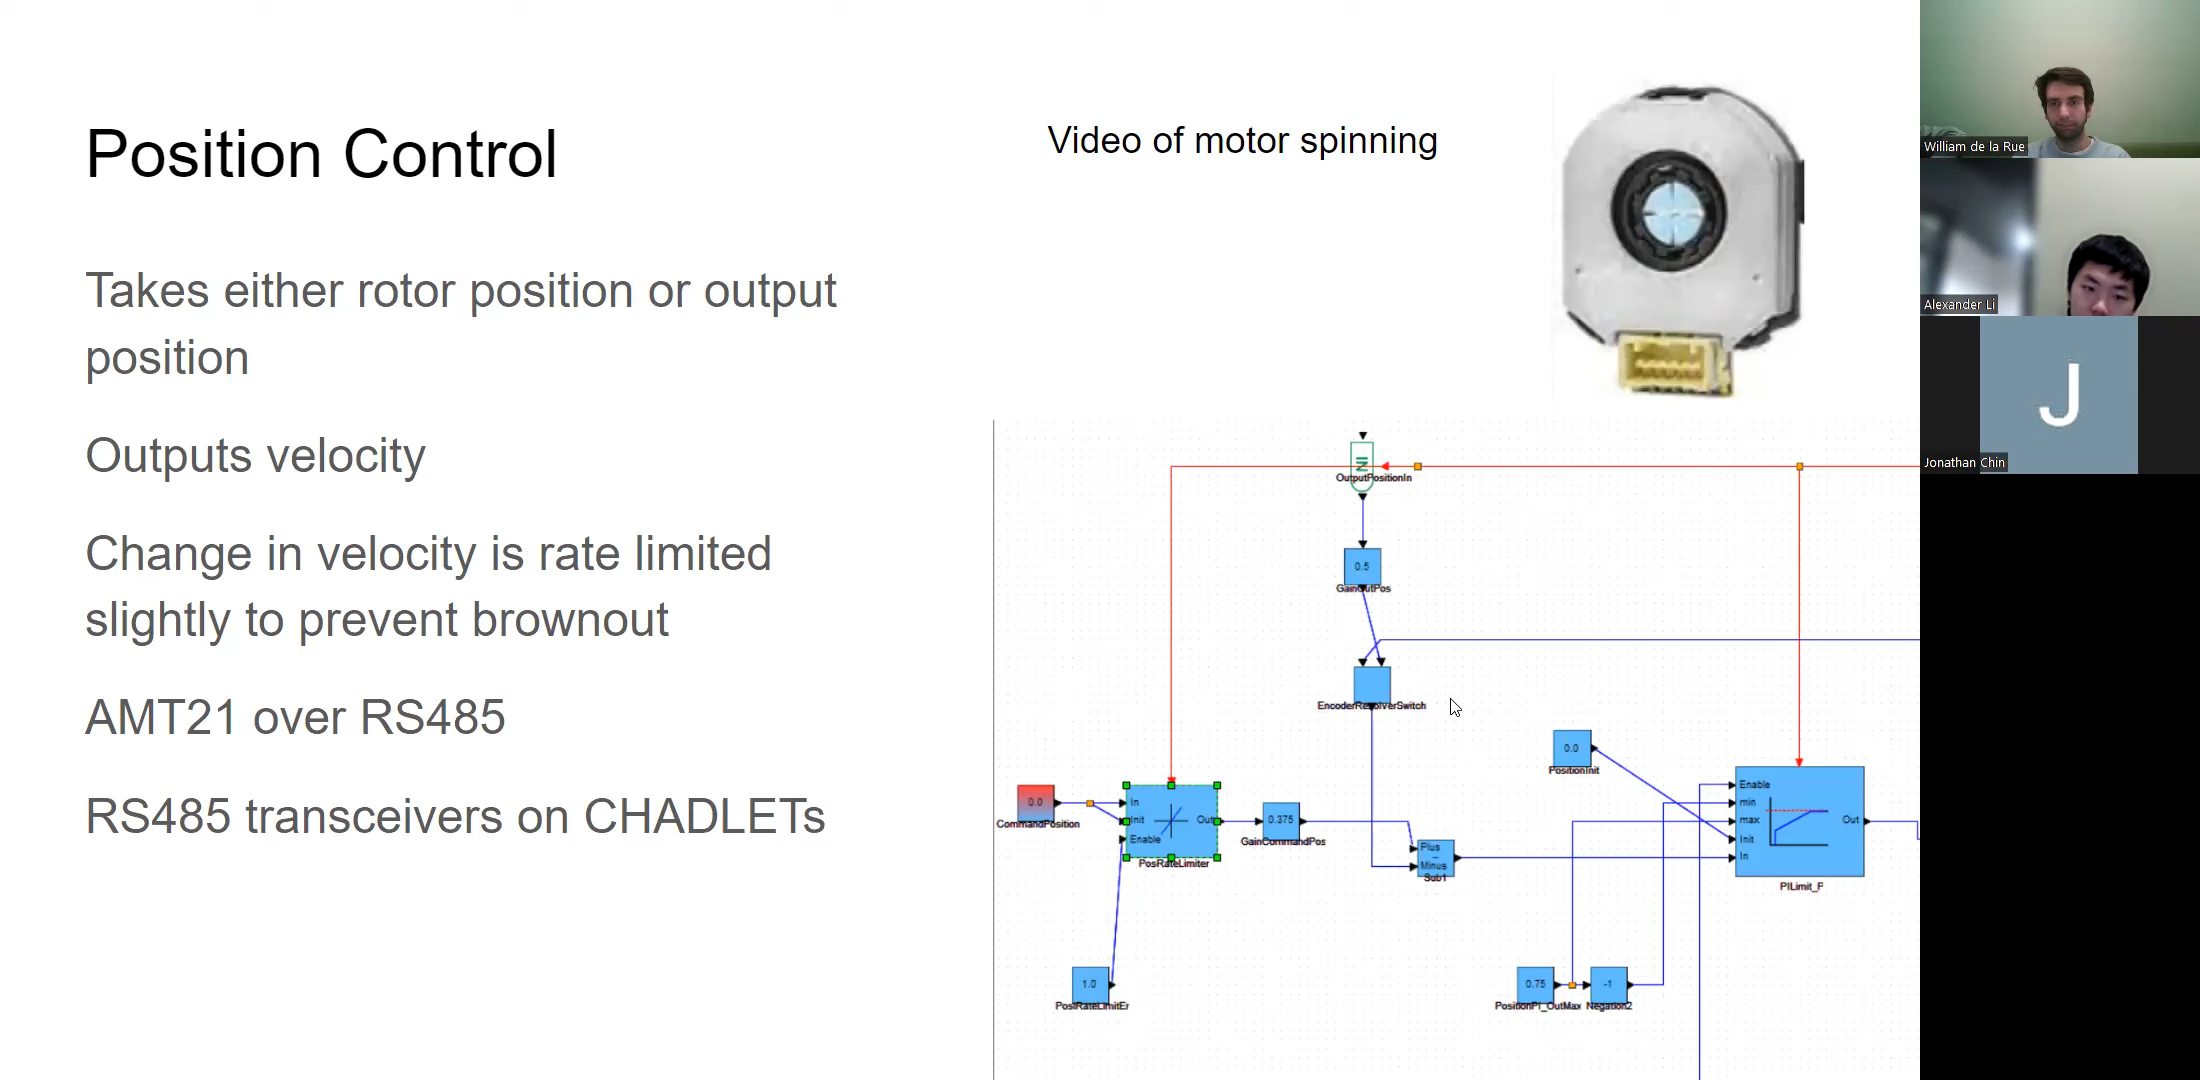 Position Control
Takes either rotor position or output
position
Outputs velocity
Change in velocity is rate limited
slightly to prevent brownout
AMT21 over RS485
RS485 transceivers on CHADLETs
Video of motor spinning
IN
OutputPositionIn
0.5
GainOutPos
EncoderResolverSwitch
0.0
CommandPosition
In
Init
Enable
Out
PosRateLimiter
0.375
GainCommandPos
Plus
Minus
Sub1
0.0
PositionInit
Enable
min
max
Init
In
Out
PILimit_P
1.0
0.75
PositionPI_OutMax
-1
Negation2
William de la Rue
Alexander Li
J
Jonathan Chin